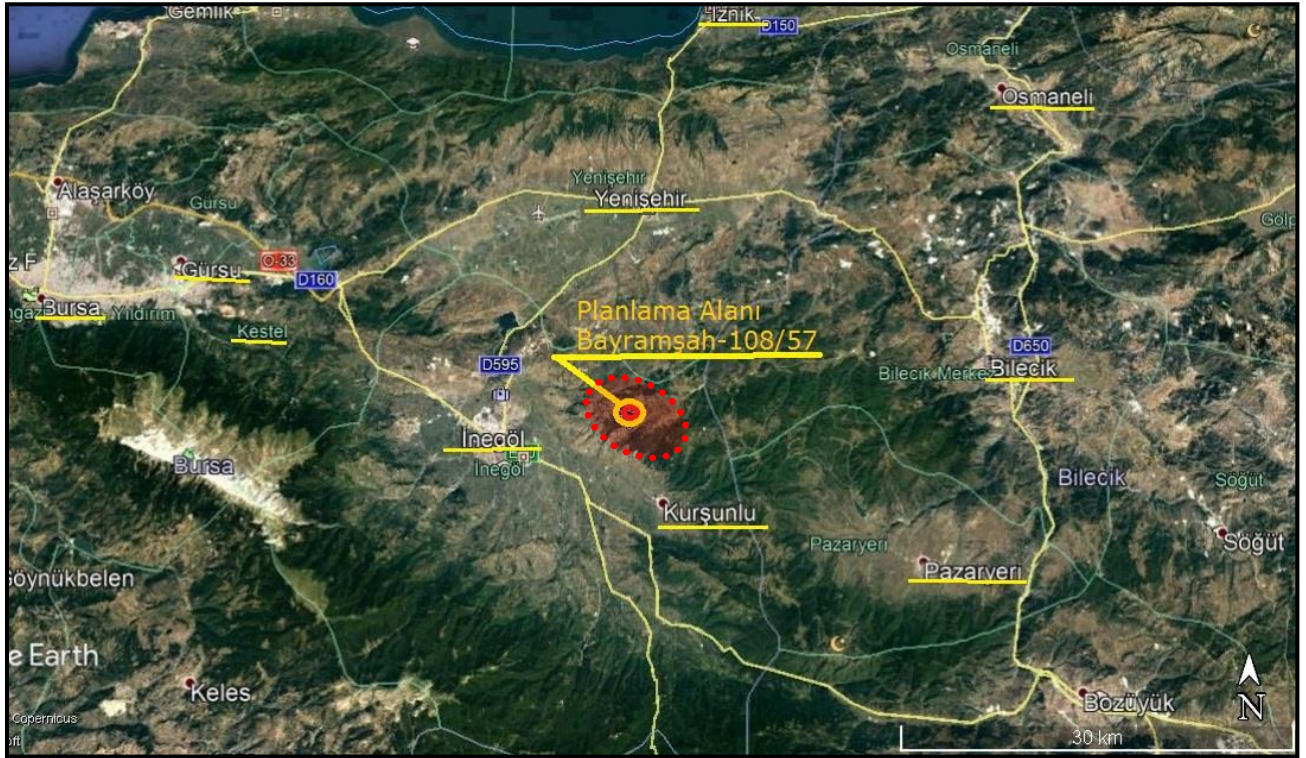 Gemlik
İznik
D150
Osmaneli
Osmaneli
Yenişehir
Yenişehir
Alaşarköy
Gürsu
Gölp
O-33
D160
z F
Gürsu
Bursa
Yıldırım
Kestel
Planlama Alanı
Bayramşah-108/57
D595
D650
Bilecik Merkez
Bilecik
İnegöl
İnegöl
Bursa
Bilecik
Söğüt
Kurşunlu
Söğüt
Pazaryeri
Pazaryeri
Göynükbelen
e Earth
Keles
Bozüyük
N
Copernicus
oft
30 km